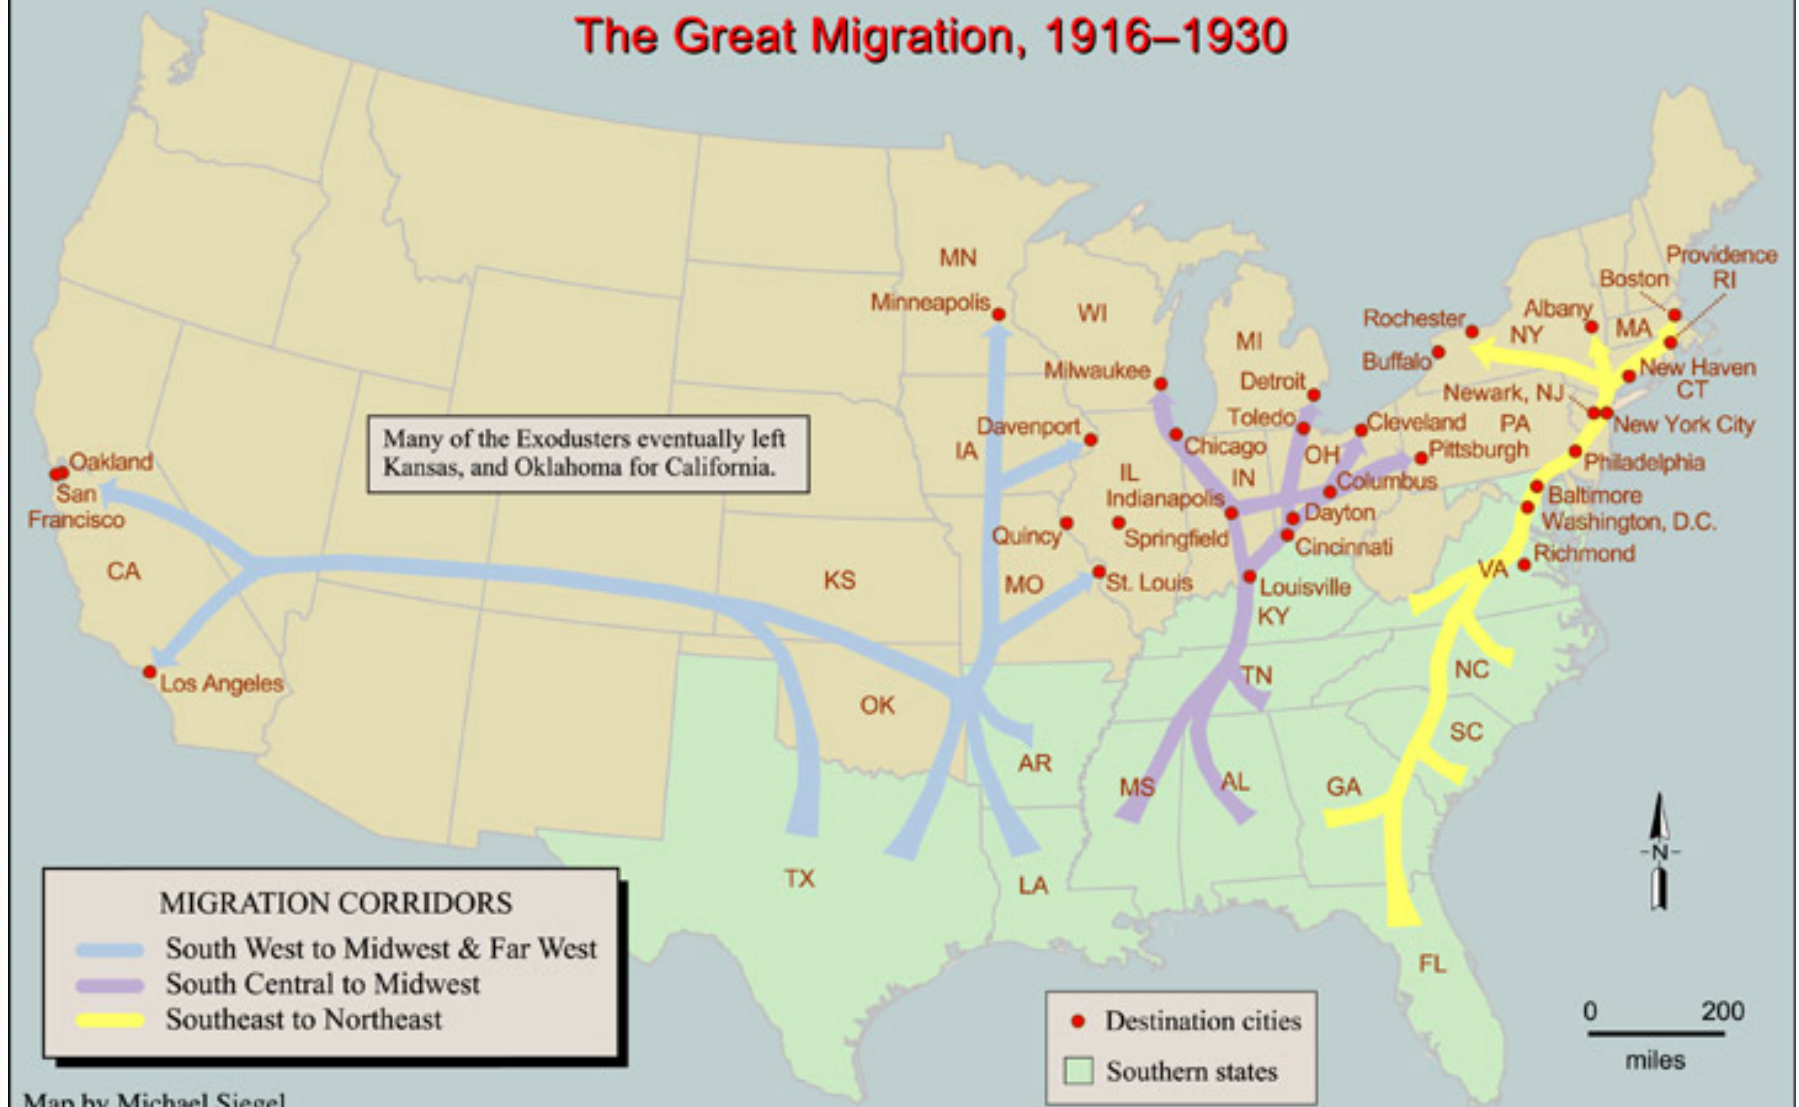 The Great Migration, 1916–1930
MN
Minneapolis
WI
MI
Milwaukee
Detroit
Toledo
Chicago
Davenport
IA
IL
IN
OH
Cleveland
PA
Pittsburgh
Columbus
Indianapolis
Dayton
Cincinnati
Quincy
Springfield
MO
St. Louis
Louisville
KY
Providence
RI
Boston
Albany
MA
NY
Rochester
Buffalo
New Haven
CT
Newark, NJ
New York City
Philadelphia
Baltimore
Washington, D.C.
Richmond
VA
Many of the Exodusters eventually left
Kansas, and Oklahoma for California.
Oakland
San
Francisco
CA
Los Angeles
KS
OK
TN
NC
SC
AR
MS
AL
GA
TX
LA
FL
N
MIGRATION CORRIDORS
South West to Midwest & Far West
South Central to Midwest
Southeast to Northeast
Destination cities
Southern states
0 200
miles
Map by Michael Siegel